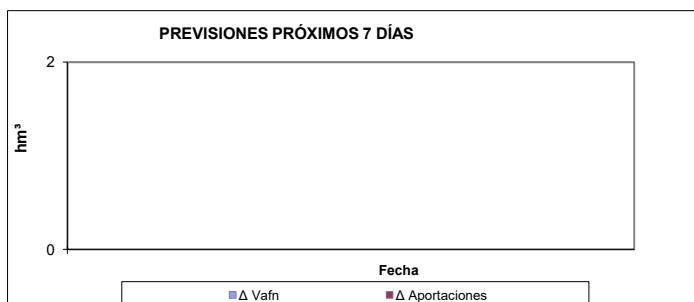 PREVISIONES PRÓXIMOS 7 DÍAS
2
hm³
0
Fecha
Δ Vafn Δ Aportaciones